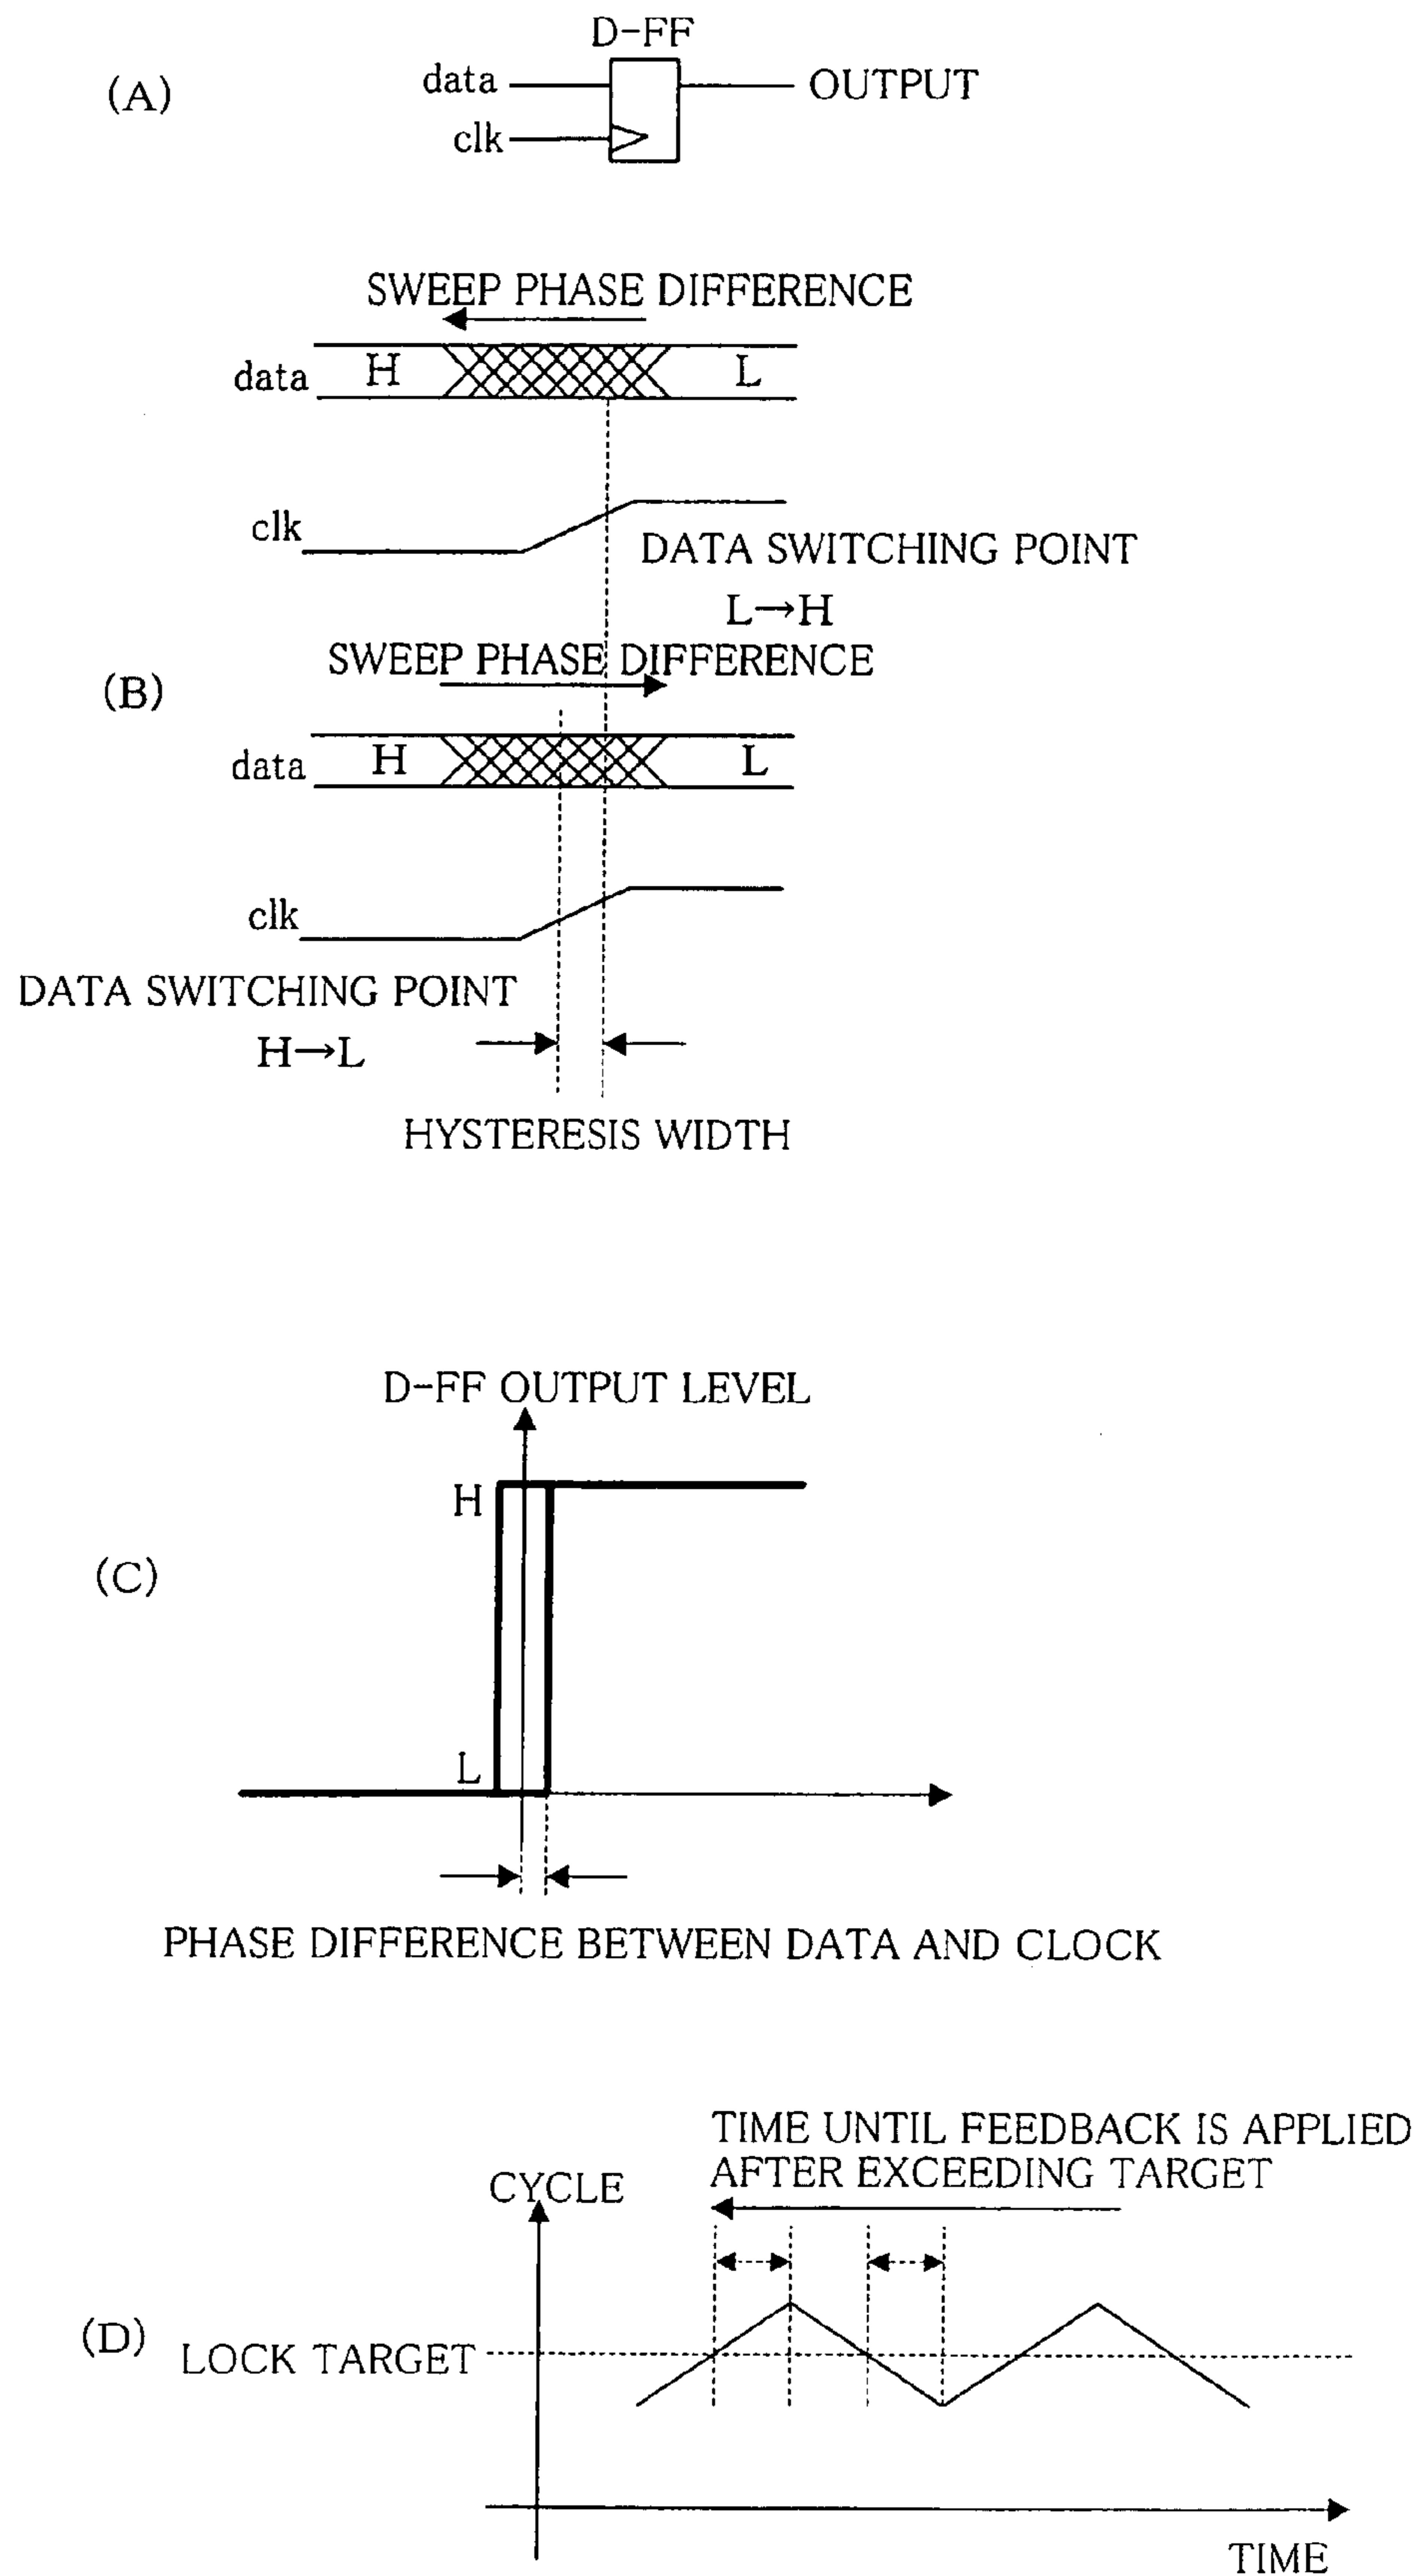 D-FF
(A)
data
OUTPUT
clk
SWEEP PHASE DIFFERENCE
data
H
L
clk
DATA SWITCHING POINT
L→H
SWEEP PHASE DIFFERENCE
(B)
data
H
L
clk
DATA SWITCHING POINT
H→L
HYSTERESIS WIDTH
D-FF OUTPUT LEVEL
H
(C)
L
PHASE DIFFERENCE BETWEEN DATA AND CLOCK
TIME UNTIL FEEDBACK IS APPLIED
AFTER EXCEEDING TARGET
CYCLE
(D)
LOCK TARGET
TIME